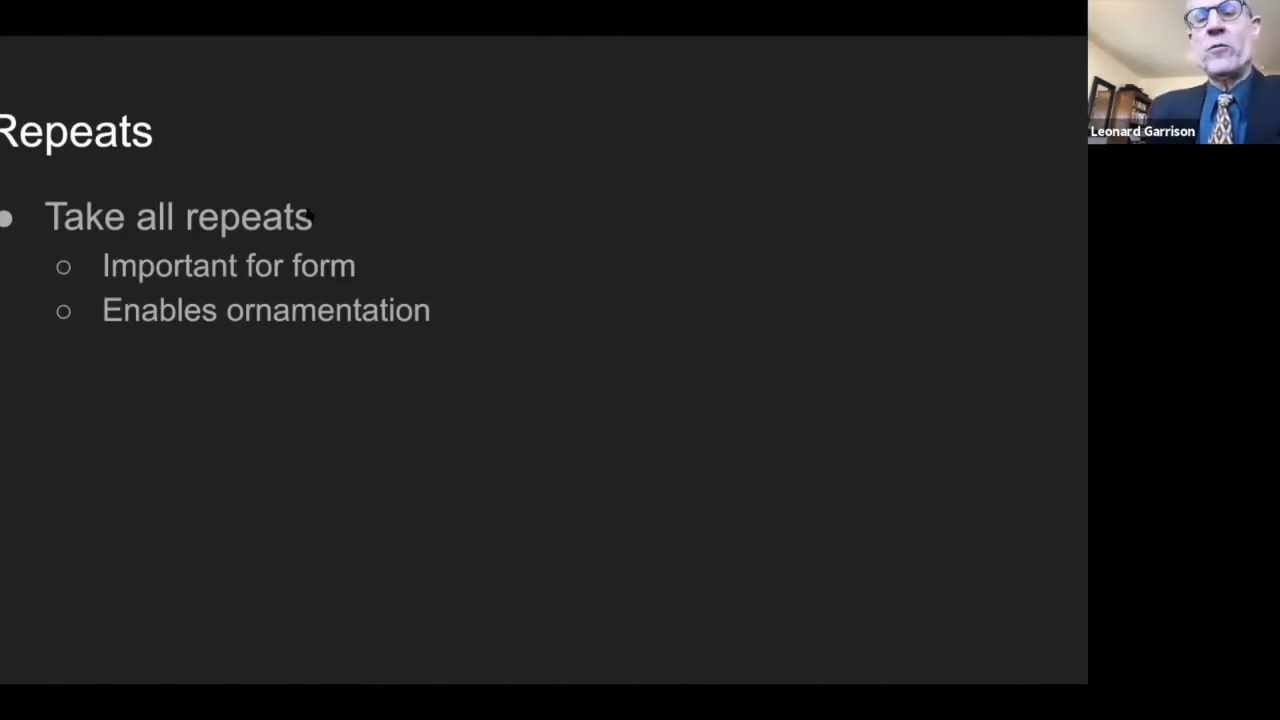 Repeats
Take all repeats
Important for form
Enables ornamentation
Leonard Garrison